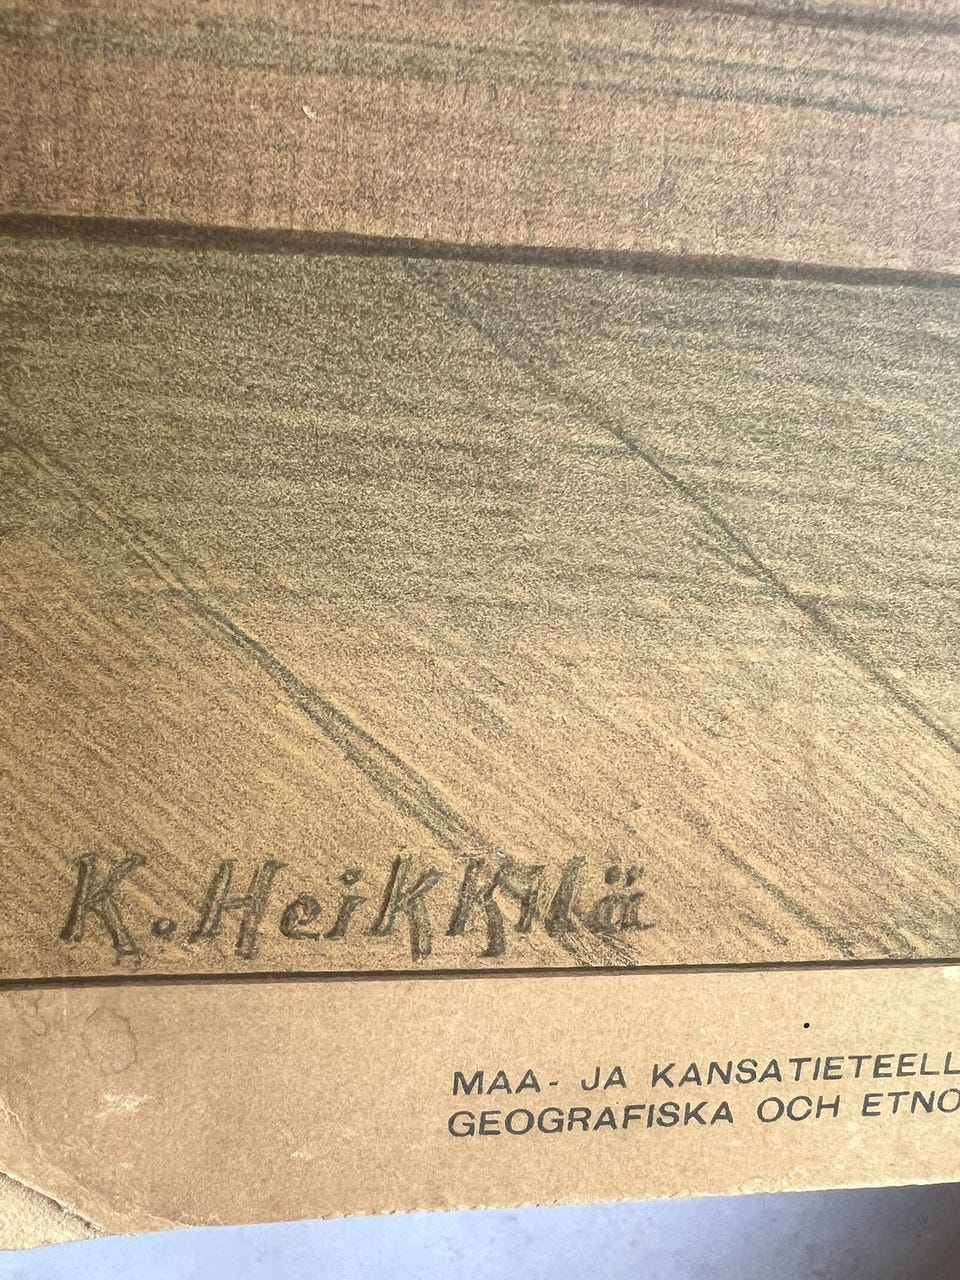 K. Heikkilä
MAA- JA KANSATIETEELL
GEOGRAFISKA OCH ETNO